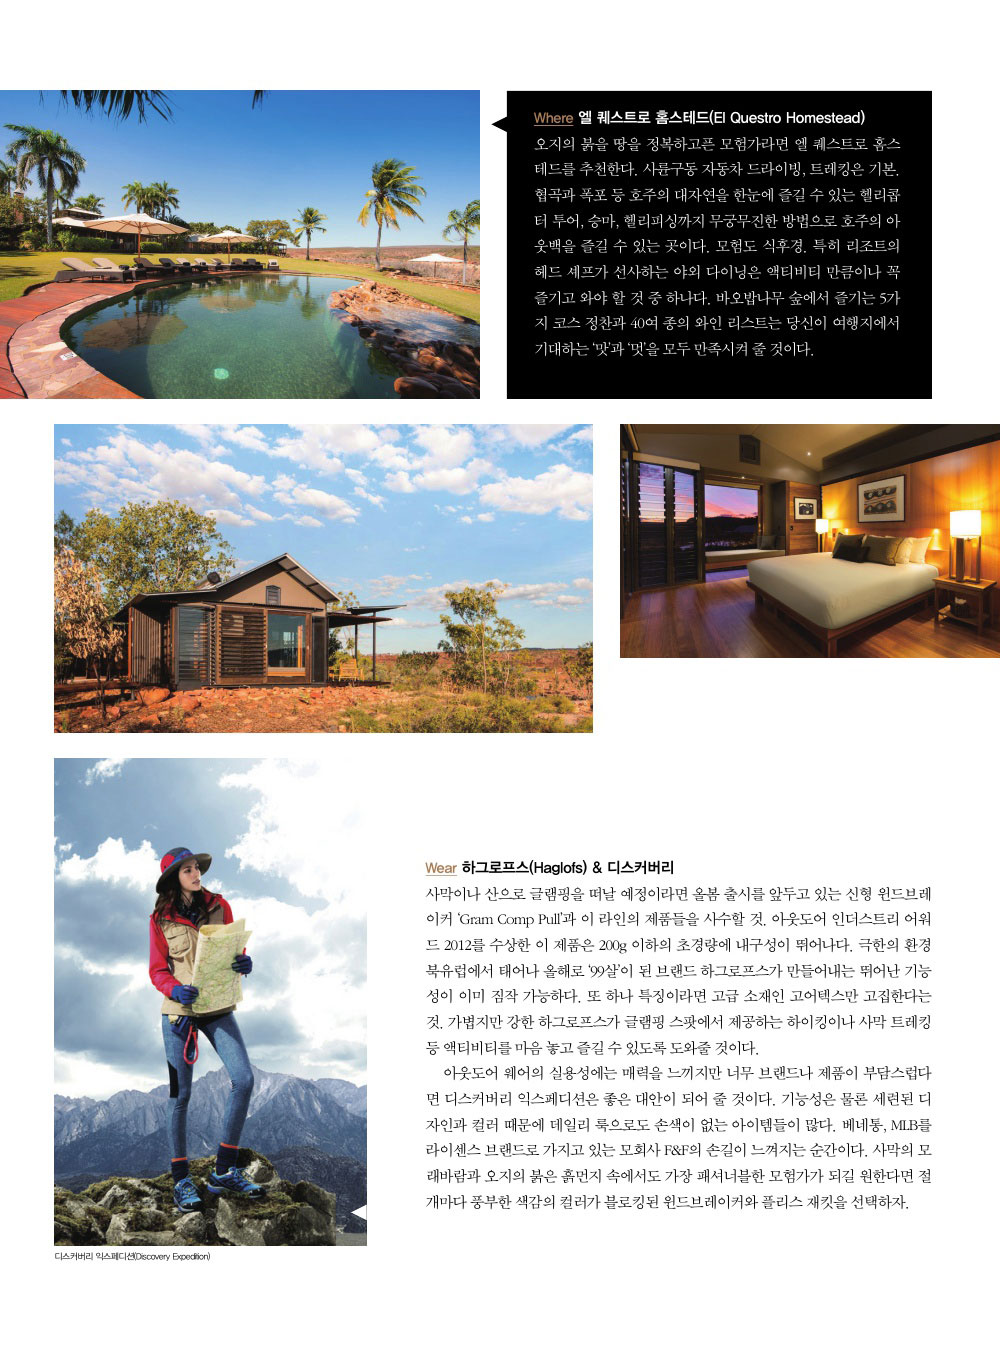 Where 엘 퀘스트로 홈스테드(El Questro Homestead)
오지의 붉을 땅을 정복하고픈 모험가라면 엘 퀘스트로 홈스
테드를 추천한다. 사륜구동 자동차 드라이빙, 트레킹은 기본.
협곡과 폭포 등 호주의 대자연을 한눈에 즐길 수 있는 헬리콥
터 투어, 승마, 헬리피싱까지 무궁무진한 방법으로 호주의 아
웃백을 즐길 수 있는 곳이다. 모험도 식후경. 특히 리조트의
헤드 셰프가 선사하는 야외 다이닝은 액티비티 만큼이나 꼭
즐기고 와야 할 것 중 하나다. 바오밥나무 숲에서 즐기는 5가
지 코스 정찬과 40여 종의 와인 리스트는 당신이 여행지에서
기대하는 ‘맛’과 ‘멋’을 모두 만족시켜 줄 것이다.
Wear 하그로프스(Haglofs) & 디스커버리
사막이나 산으로 글램핑을 떠날 예정이라면 올봄 출시를 앞두고 있는 신형 윈드브레
이커 ‘Gram Comp Pull’과 이 라인의 제품들을 사수할 것. 아웃도어 인더스트리 어워
드 2012를 수상한 이 제품은 200g 이하의 초경량에 내구성이 뛰어나다. 극한의 환경
북유럽에서 태어나 올해로 ‘99살’이 된 브랜드 하그로프스가 만들어내는 뛰어난 기능
성이 이미 짐작 가능하다. 또 하나 특징이라면 고급 소재인 고어텍스만 고집한다는
것. 가볍지만 강한 하그로프스가 글램핑 스팟에서 제공하는 하이킹이나 사막 트레킹
등 액티비티를 마음 놓고 즐길 수 있도록 도와줄 것이다.
아웃도어 웨어의 실용성에는 매력을 느끼지만 너무 브랜드나 제품이 부담스럽다
면 디스커버리 익스페디션은 좋은 대안이 되어 줄 것이다. 기능성은 물론 세련된 디
자인과 컬러 때문에 데일리 룩으로도 손색이 없는 아이템들이 많다. 베네통, MLB를
라이센스 브랜드로 가지고 있는 모회사 F&F의 손길이 느껴지는 순간이다. 사막의 모
래바람과 오지의 붉은 흙먼지 속에서도 가장 패셔너블한 모험가가 되길 원한다면 절
개마다 풍부한 색감의 컬러가 블로킹된 윈드브레이커와 플리스 재킷을 선택하자.
디스커버리 익스페디션(Discovery Expedition)